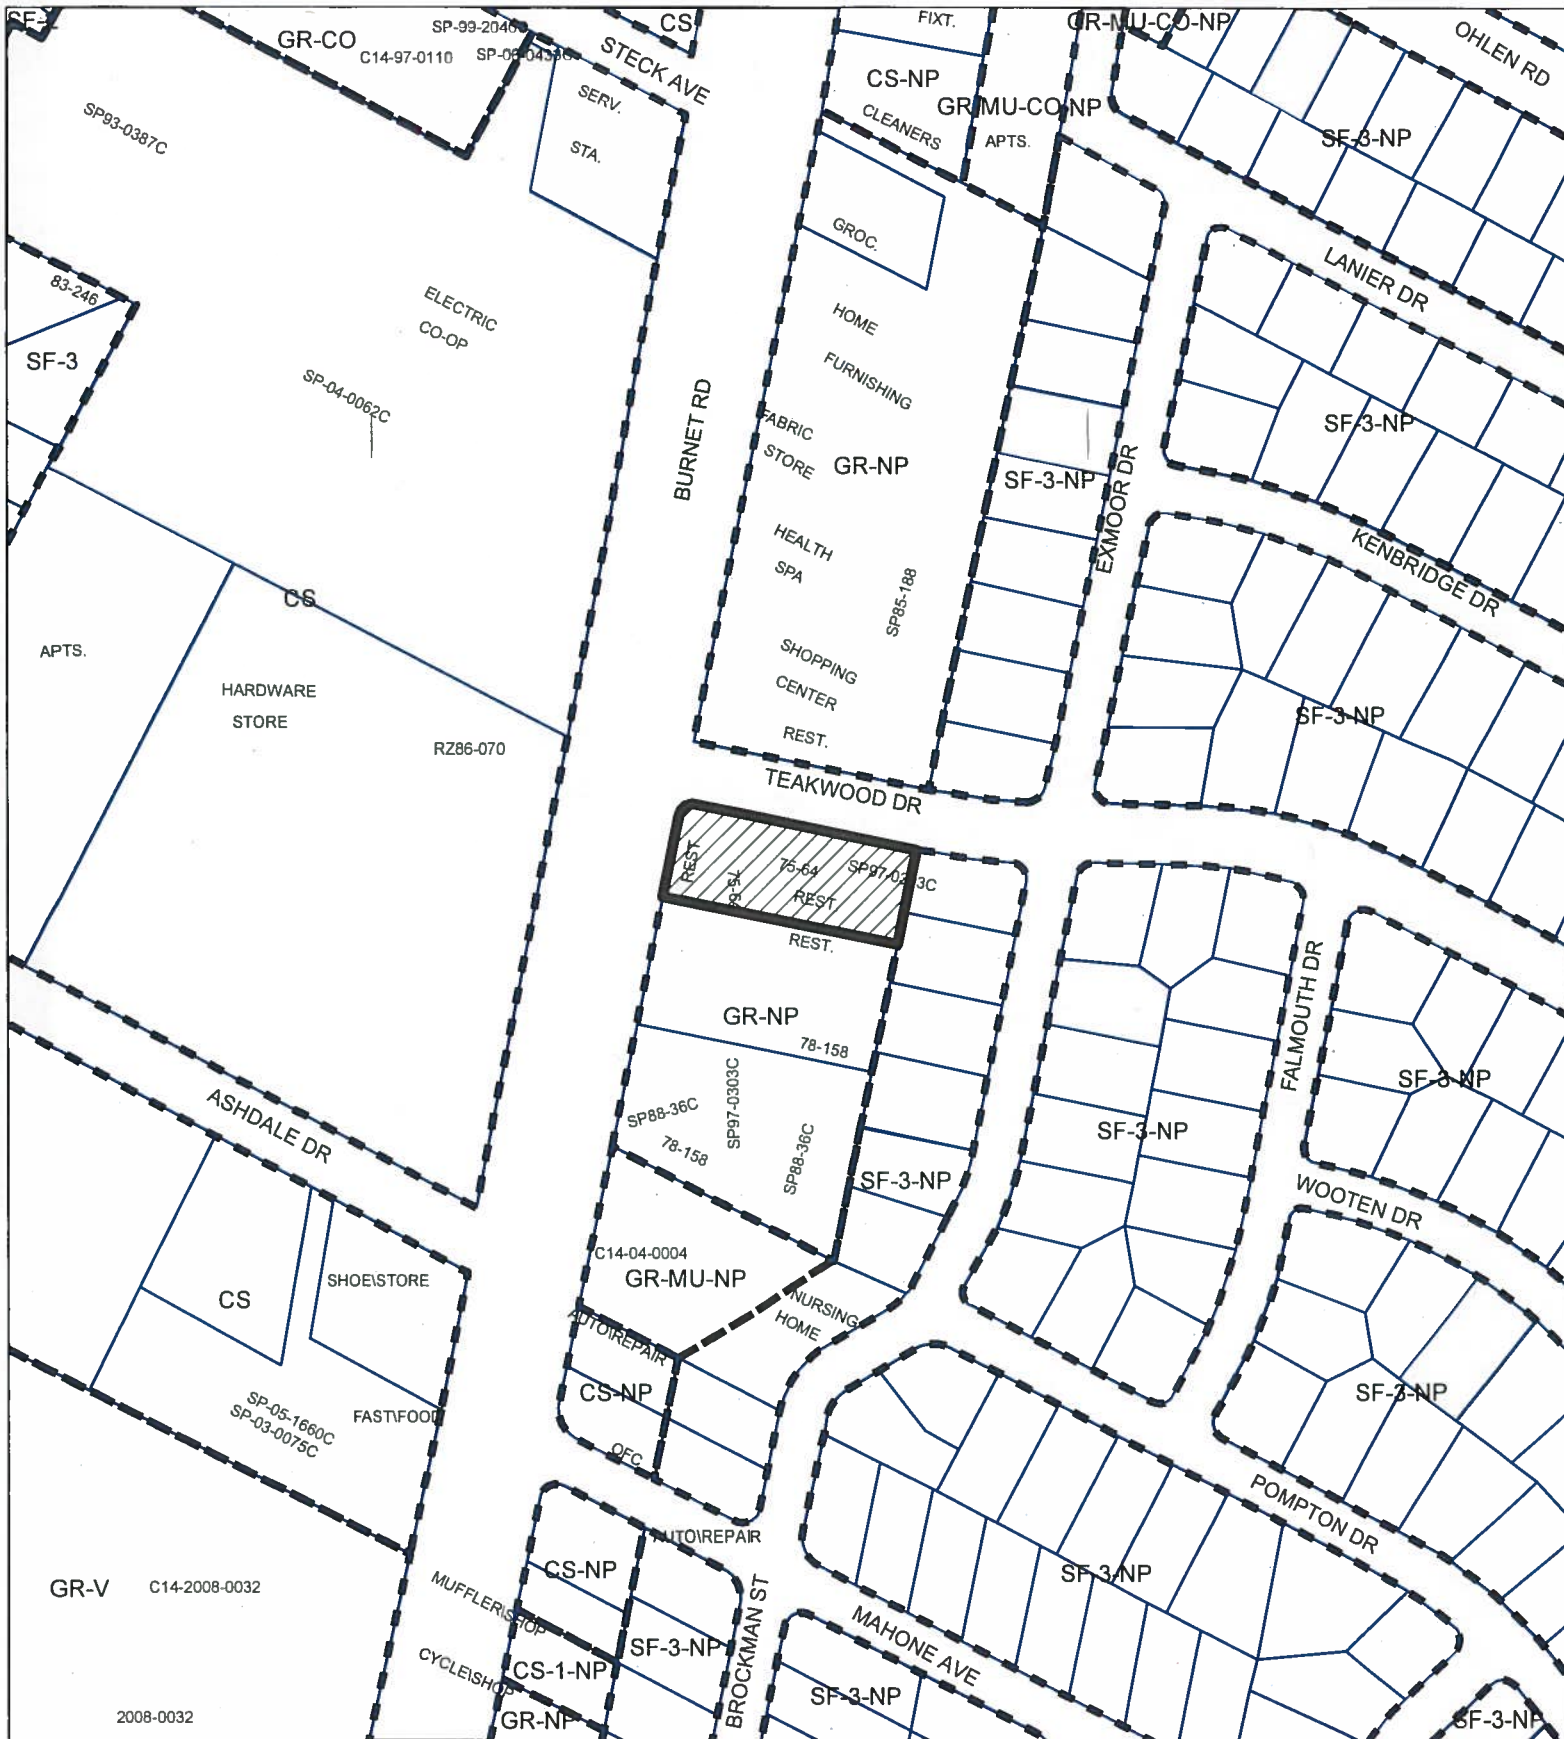 GR-CO
C14-97-0110
STECK AVE
CS
FIXT.
GR-MU-CO-NP
OHLEN RD
SP93-0387C
SERV.
STA.
CS-NP
CLEANERS
GR-MU-CO-NP
APTS.
SF-3-NP
GROC.
LANIER DR
83-246
SF-3
ELECTRIC
CO-OP
SP-04-0062C
BURNET RD
HOME
FURNISHING
FABRIC
STORE
GR-NP
SF-3-NP
EXMOOR DR
SF-3-NP
HEALTH
SPA
SP85-188
KENBRIDGE DR
CS
APTS.
HARDWARE
STORE
RZ86-070
SHOPPING
CENTER
REST.
SF-3-NP
TEAKWOOD DR
REST.
75-64
75-64
REST.
REST.
GR-NP
78-158
FALMOUTH DR
SF-3-NP
SP88-36C
78-158
SP97-0303C
SP88-36C
SF-3-NP
SF-3-NP
ASHDALE DR
WOOTEN DR
C14-04-0004
GR-MU-NP
SHOE\STORE
CS
NURSING
HOME
AUTO\REPAIR
CS-NP
OFC
SP-05-1660C
SP-03-0075C
FAST\FOOD
SF-3-NP
POMPTON DR
AUTO\REPAIR
CS-NP
SF-3-NP
GR-V
C14-2008-0032
MUFFLER\SHOP
CYCLE\SHOP
CS-1-NP
SF-3-NP
GR-NP
BROCKMAN ST
MAHONE AVE
SF-3-NP
SF-3-NP
2008-0032